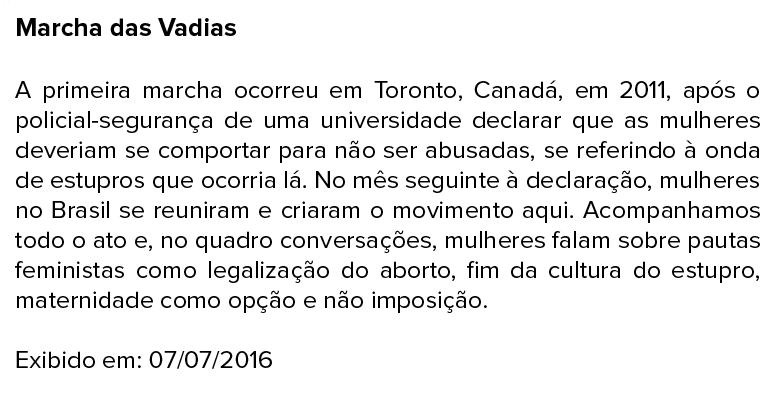 Marcha das Vadias
A primeira marcha ocorreu em Toronto, Canadá, em 2011, após o
policial-segurança de uma universidade declarar que as mulheres
deveriam se comportar para não ser abusadas, se referindo à onda
de estupros que ocorria lá. No mês seguinte à declaração, mulheres
no Brasil se reuniram e criaram o movimento aqui. Acompanhamos
todo o ato e, no quadro conversações, mulheres falam sobre pautas
feministas como legalização do aborto, fim da cultura do estupro,
maternidade como opção e não imposição.
Exibido em: 07/07/2016